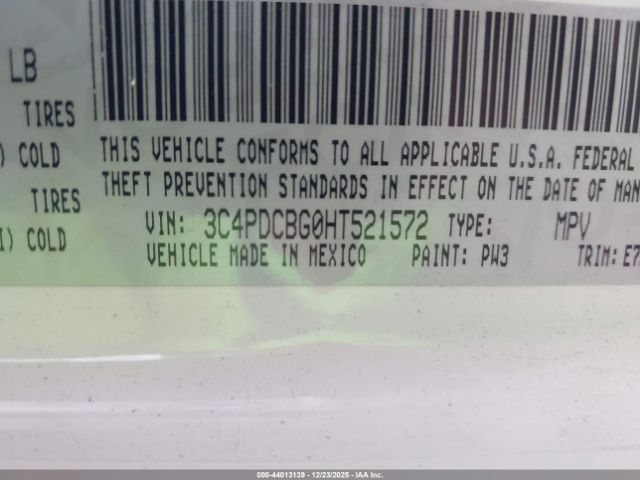 LB
TIRES
) COLD
TIRES
I) COLD
THIS VEHICLE CONFORMS TO ALL APPLICABLE U.S.A. FEDERAL
THEFT PREVENTION STANDARDS IN EFFECT ON THE DATE OF MAN
VIN: 3C4PDCBG0HT521572 TYPE: MPV
VEHICLE MADE IN MEXICO PAINT: PW3 TRIM: E7
000-44013139 - 12/23/2025 - IAA Inc.